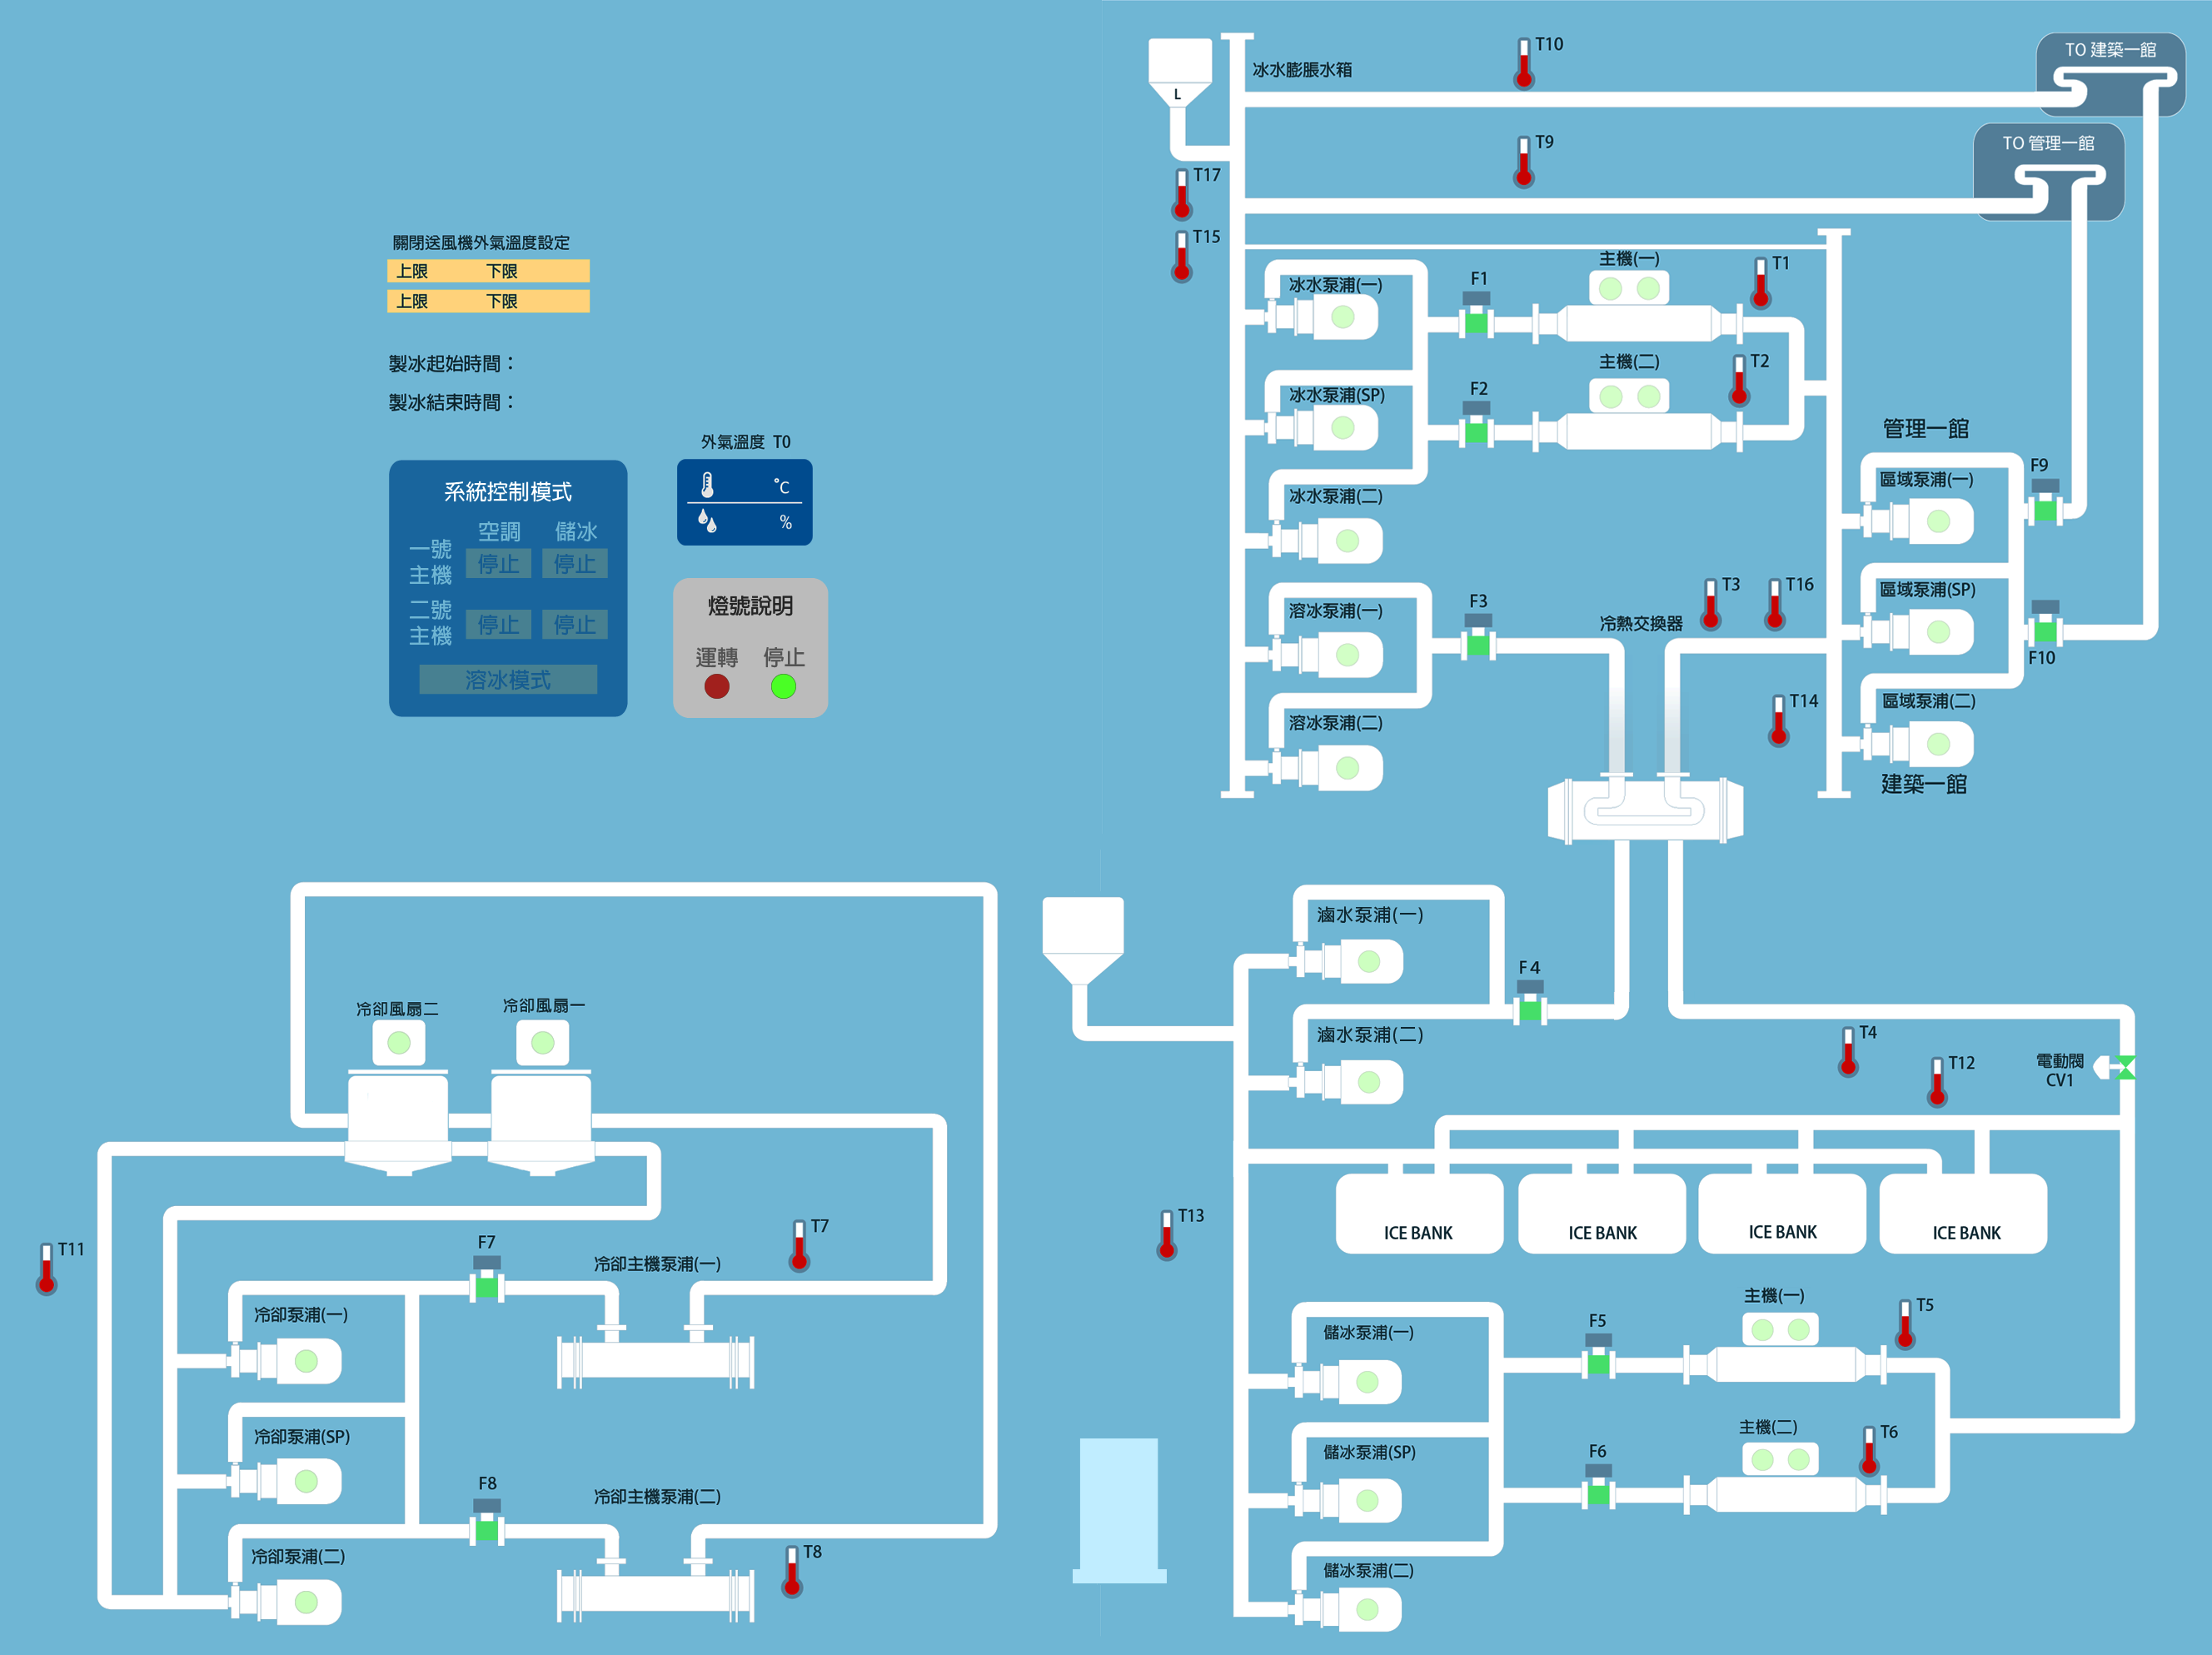 關閉送風機外氣溫度設定
上限 下限
上限 下限
製冰起始時間：
製冰結束時間：
系統控制模式
空調 儲冰
一號
主機
停止 停止
二號
主機
停止 停止
溶冰模式
外氣溫度 T0
°C
%
燈號說明
運轉 停止
L
冰水膨脹水箱
T10
TO 建築一館
T9
TO 管理一館
T17
T15
冰水泵浦(一)
F1
主機(一)
T1
冰水泵浦(SP)
F2
主機(二)
T2
冰水泵浦(二)
溶冰泵浦(一)
F3
冷熱交換器
T3
T16
溶冰泵浦(二)
T14
管理一館
區域泵浦(一)
F9
區域泵浦(SP)
F10
區域泵浦(二)
建築一館
冷卻風扇二
冷卻風扇一
T11
F7
冷卻主機泵浦(一)
T7
冷卻泵浦(一)
冷卻泵浦(SP)
F8
冷卻主機泵浦(二)
冷卻泵浦(二)
T8
滷水泵浦(一)
F4
滷水泵浦(二)
T4
T12
電動閥
CV1
T13
ICE BANK
ICE BANK
ICE BANK
ICE BANK
儲冰泵浦(一)
F5
主機(一)
T5
儲冰泵浦(SP)
F6
主機(二)
T6
儲冰泵浦(二)